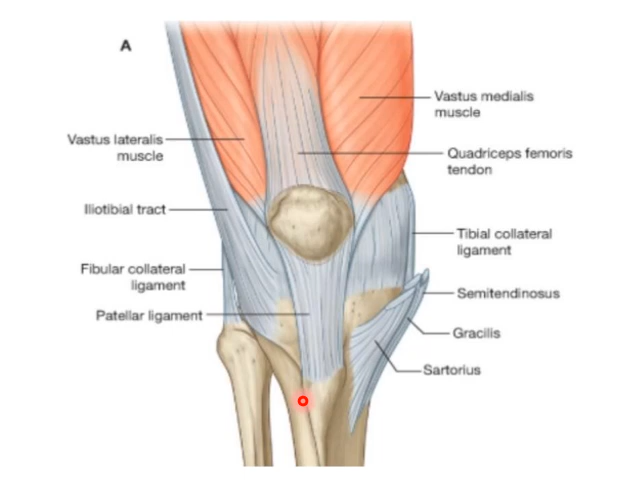 A
Vastus medialis
muscle
Vastus lateralis
muscle
Quadriceps femoris
tendon
Iliotibial tract
Tibial collateral
ligament
Fibular collateral
ligament
Semitendinosus
Patellar ligament
Gracilis
Sartorius